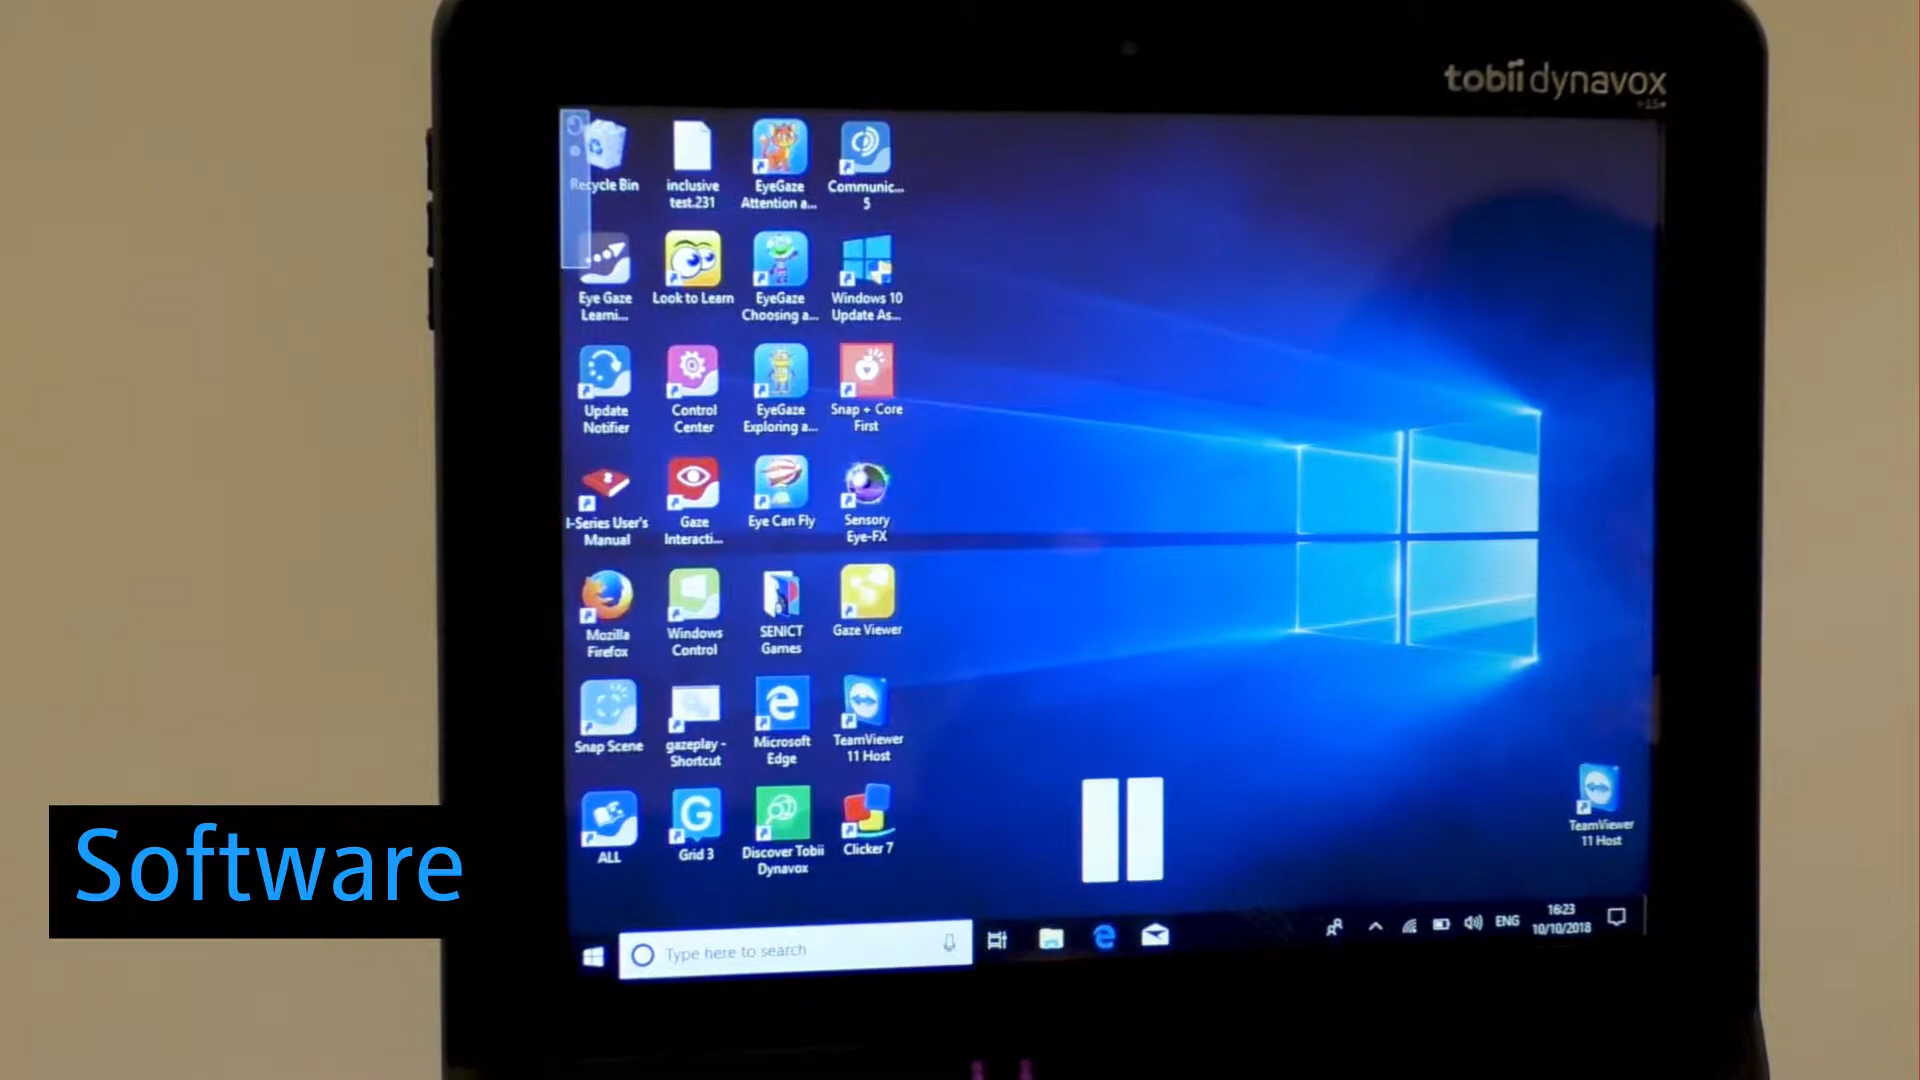 tobii dynavox
I-15+
Recycle Bin
inclusive
test.231
EyeGaze
Attention a...
Communic...
5
Eye Gaze
Learni...
Look to Learn
EyeGaze
Choosing a...
Windows 10
Update As...
Update
Notifier
Control
Center
EyeGaze
Exploring a...
Snap + Core
First
I-Series User's
Manual
Gaze
Interacti...
Eye Can Fly
Sensory
Eye-FX
Mozilla
Firefox
Windows
Control
SENICT
Games
Gaze Viewer
Snap Scene
gazeplay -
Shortcut
Microsoft
Edge
TeamViewer
11 Host
ALL
G
Grid 3
Discover Tobii
Dynavox
Clicker 7
TeamViewer
11 Host
Software
Type here to search
ENG
16:23
10/10/2018